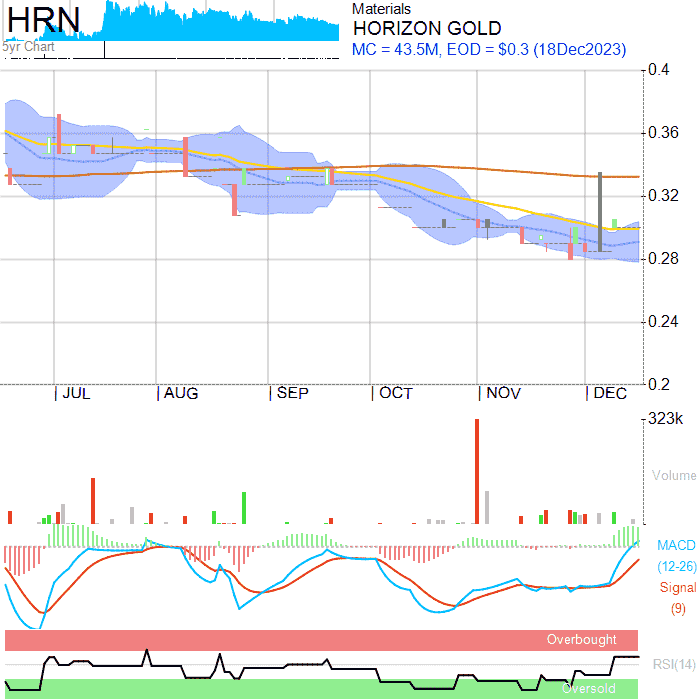 HRN
5yr Chart
Materials
HORIZON GOLD
MC = 43.5M, EOD = $0.3 (18Dec2023)
0.4
0.36
0.32
0.28
0.24
0.2
JUL AUG SEP OCT NOV DEC
323k
Volume
MACD
(12-26)
Signal
(9)
Overbought
RSI(14)
Oversold